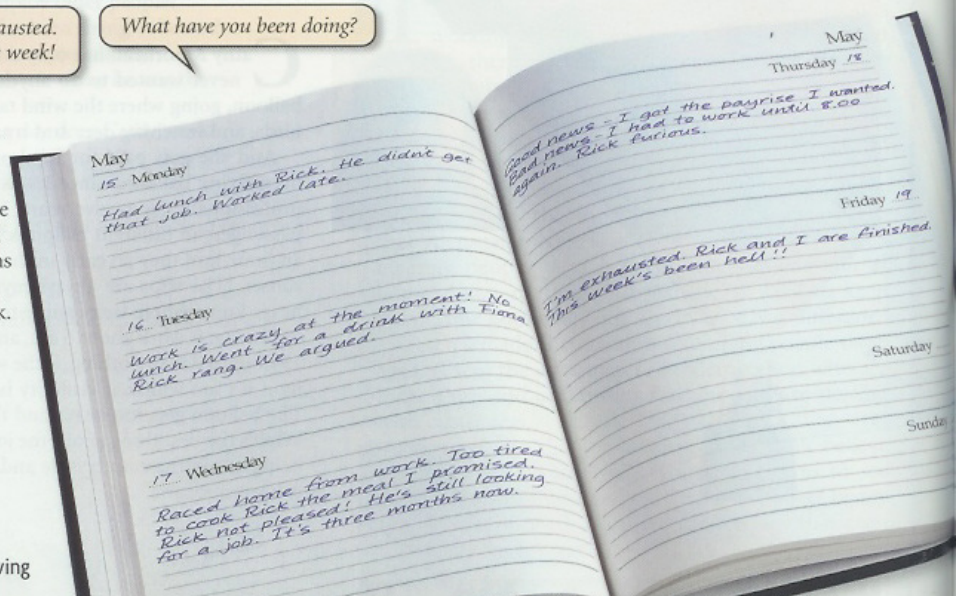 austed.
week!
What have you been doing?
May
15 Monday
Had lunch with Rick. He didn't get
that job. Worked late.
16 Tuesday
Work is crazy at the moment! No
lunch. Went for a drink with Fiona.
Rick rang. We argued.
17 Wednesday
Raced home from work. Too tired
to cook Rick the meal I promised.
Rick not pleased! He's still looking
for a job. It's three months now.
May
Thursday 18
Good news - I got the payrise I wanted.
Bad news - I had to work until 8.00
again. Rick furious.
Friday 19
I'm exhausted. Rick and I are finished.
This week's been hell!!
Saturday
Sunday